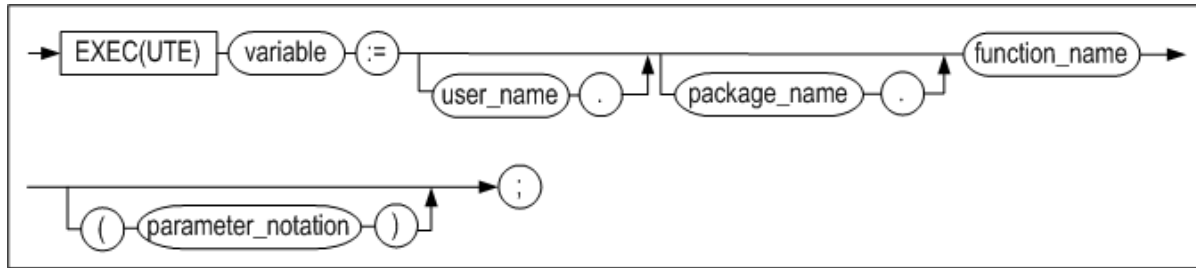 EXEC(UTE) variable := function_name
user_name . package_name .
;
( parameter_notation )